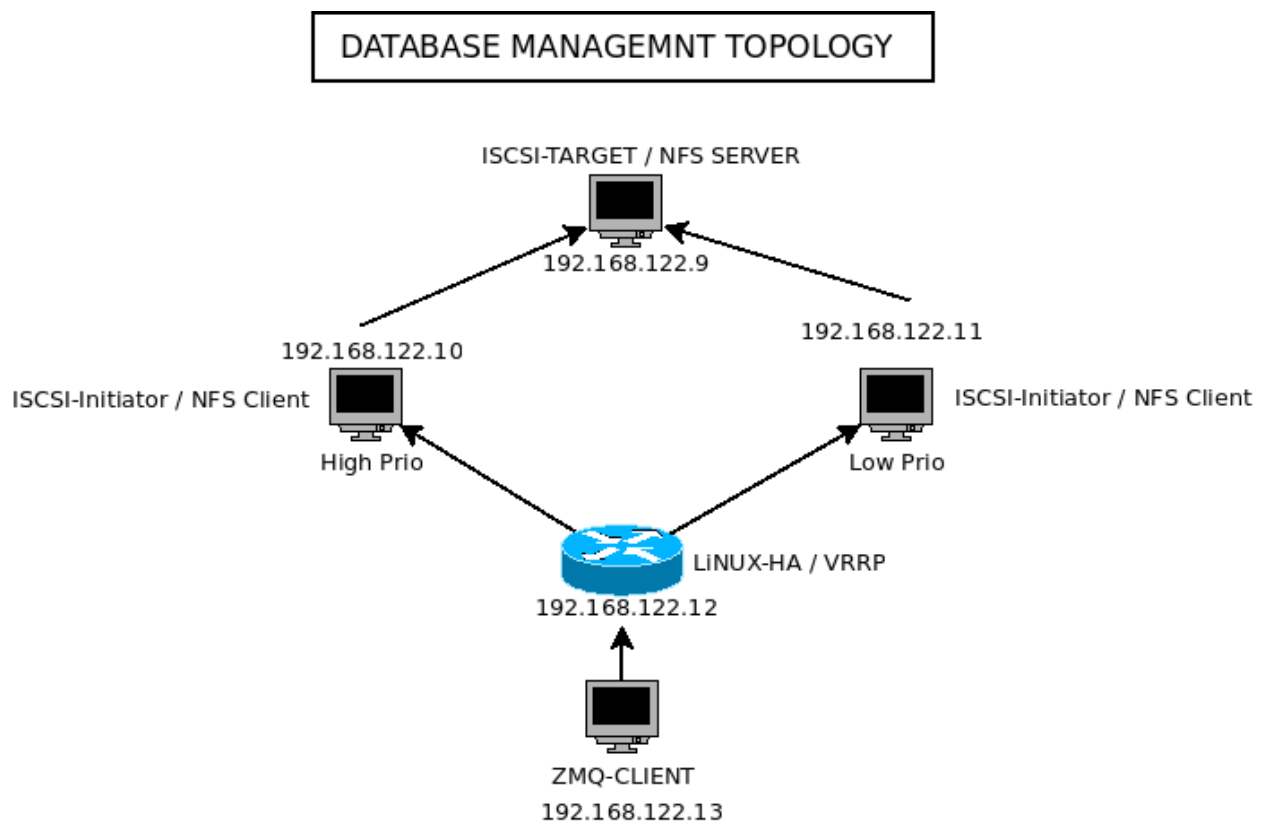 DATABASE MANAGEMNT TOPOLOGY
ISCSI-TARGET / NFS SERVER
192.168.122.9
192.168.122.10
192.168.122.11
ISCSI-Initiator / NFS Client
ISCSI-Initiator / NFS Client
High Prio
Low Prio
LiNUX-HA / VRRP
192.168.122.12
ZMQ-CLIENT
192.168.122.13